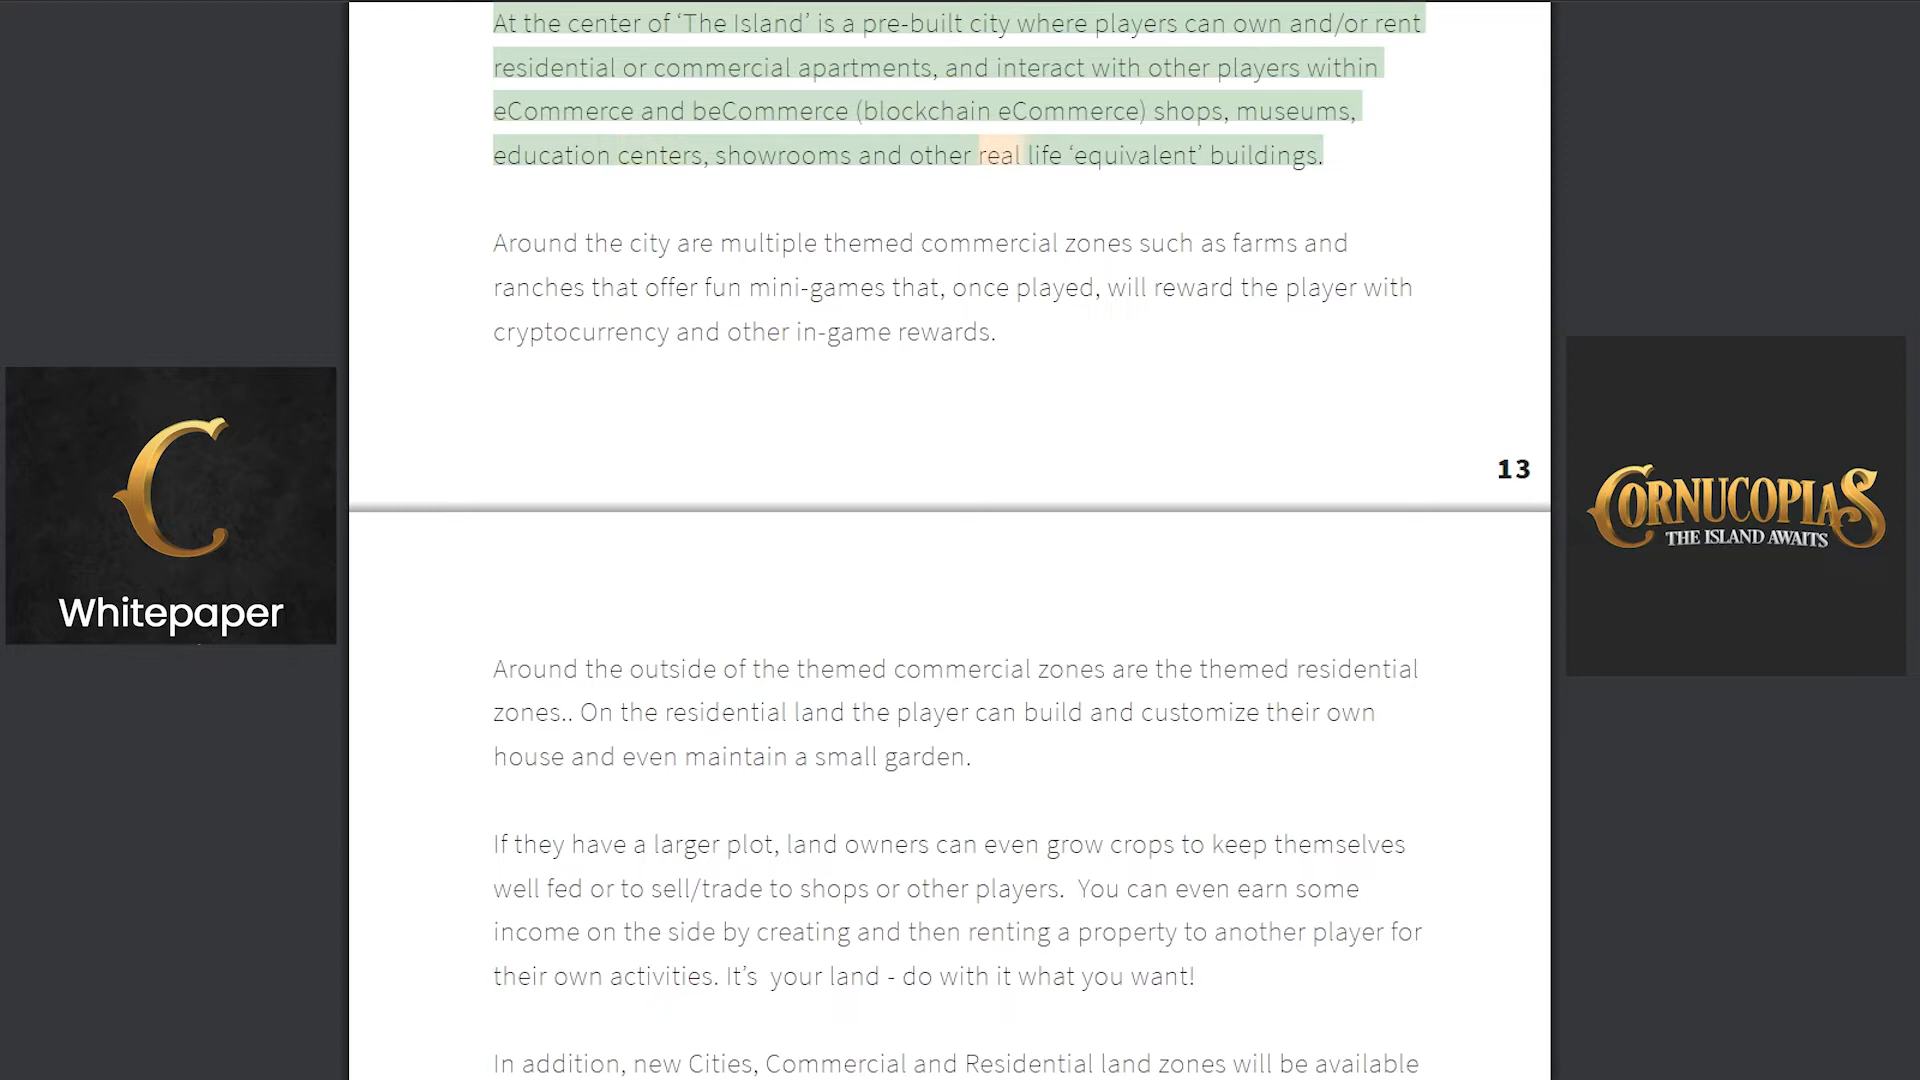 At the center of ‘The Island’ is a pre-built city where players can own and/or rent
residential or commercial apartments, and interact with other players within
eCommerce and beCommerce (blockchain eCommerce) shops, museums,
education centers, showrooms and other real life ‘equivalent’ buildings.
Around the city are multiple themed commercial zones such as farms and
ranches that offer fun mini-games that, once played, will reward the player with
cryptocurrency and other in-game rewards.
13
C
Whitepaper
CORNUCOPIAS
THE ISLAND AWAITS
Around the outside of the themed commercial zones are the themed residential
zones.. On the residential land the player can build and customize their own
house and even maintain a small garden.
If they have a larger plot, land owners can even grow crops to keep themselves
well fed or to sell/trade to shops or other players.  You can even earn some
income on the side by creating and then renting a property to another player for
their own activities. It’s  your land - do with it what you want!
In addition, new Cities, Commercial and Residential land zones will be available